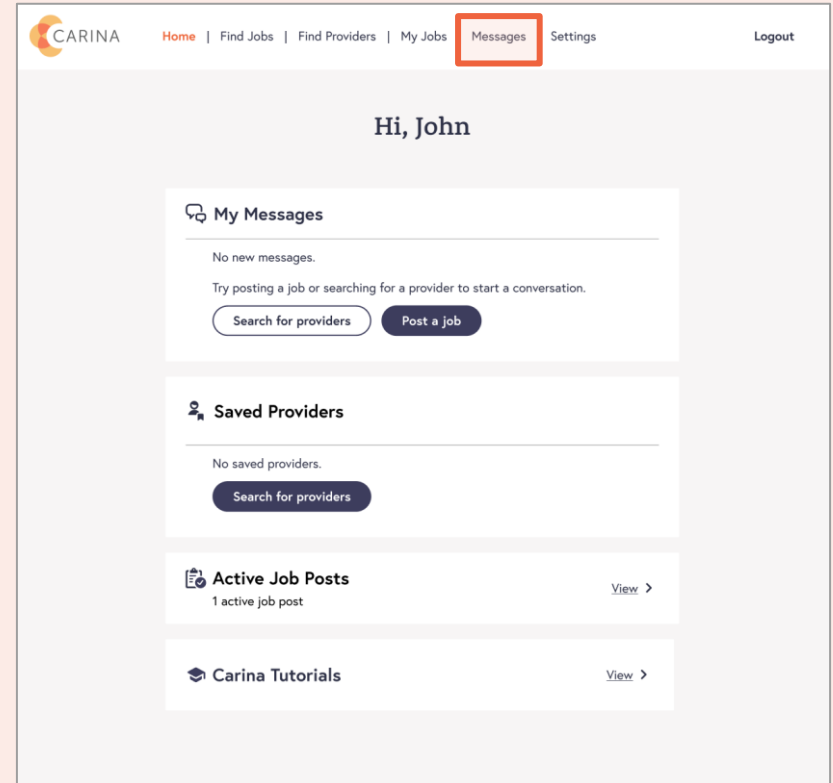 CARINA Home | Find Jobs | Find Providers | My Jobs Messages Settings Logout
Hi, John
My Messages
No new messages.
Try posting a job or searching for a provider to start a conversation.
Search for providers Post a job
Saved Providers
No saved providers.
Search for providers
Active Job Posts
1 active job post
View
Carina Tutorials
View